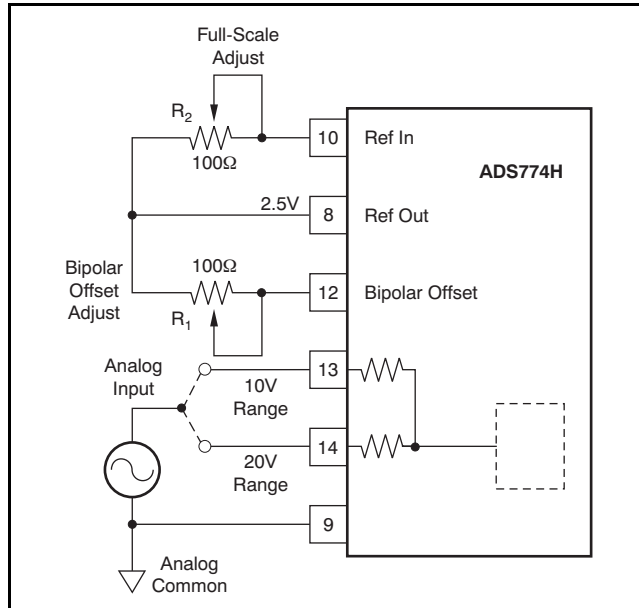 Full-Scale
Adjust
R2
100Ω
10
Ref In
ADS774H
2.5V
8
Ref Out
Bipolar
Offset
Adjust
100Ω
R1
12
Bipolar Offset
Analog
Input
10V
Range
13
20V
Range
14
9
Analog
Common